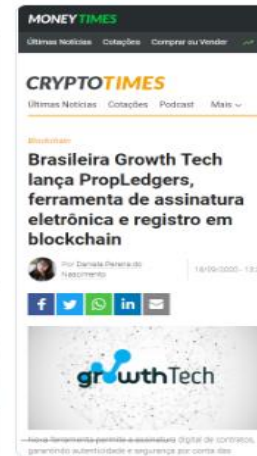 MONEY TIMES
Últimas Notícias Cotações Comprar ou Vender
CRYPTOTIMES
Últimas Notícias Cotações Podcast Mais
Blockchain
Brasileira Growth Tech
lança PropLedgers,
ferramenta de assinatura
eletrônica e registro em
blockchain
Por Daniela Pereira do
Nascimento
growthTech
Nova ferramenta permite a assinatura digital de contratos,
garantindo autenticidade e segurança por conta das